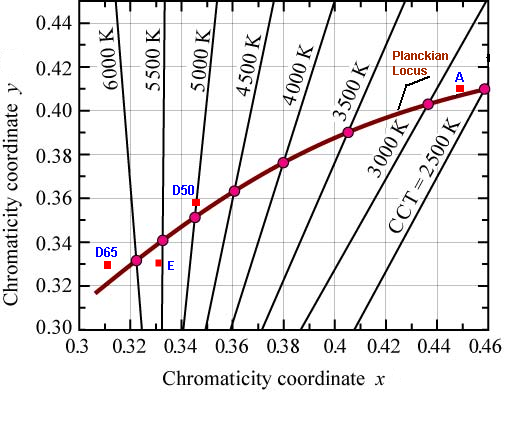 Chromaticity coordinate y
0.44
0.42
0.40
0.38
0.36
0.34
0.32
0.30
6000 K
5500 K
5000 K
4500 K
4000 K
3500 K
3000 K
CCT = 2500 K
Planckian
Locus
A
D50
D65
E
0.3
0.32
0.34
0.36
0.38
0.4
0.42
0.44
0.46
Chromaticity coordinate x